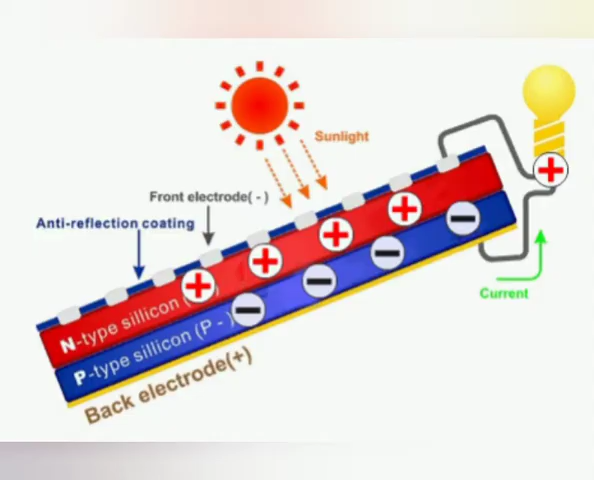 Sunlight
Front electrode( - )
Anti-reflection coating
N-type sillicon (
P-type sillicon (P - )
Back electrode(+)
Current